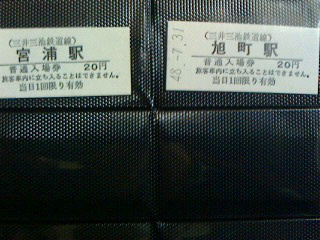 (三井三池鉄道線)
宮浦駅
普通入場券 20円
旅客車内に立ち入ることはできません。
当日1回限り有効
(三井三池鉄道線)
旭町駅
普通入場券 20円
旅客車内に立ち入ることはできません。
当日1回限り有効
48.-7.31